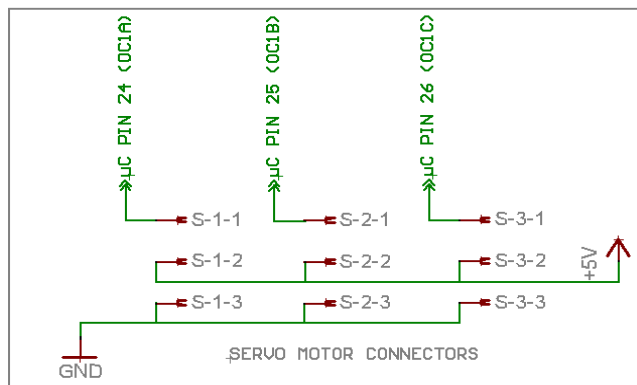 µC PIN 24 (OC1A)
µC PIN 25 (OC1B)
µC PIN 26 (OC1C)
S-1-1
S-2-1
S-3-1
S-1-2
S-2-2
S-3-2
+5V
S-1-3
S-2-3
S-3-3
SERVO MOTOR CONNECTORS
GND